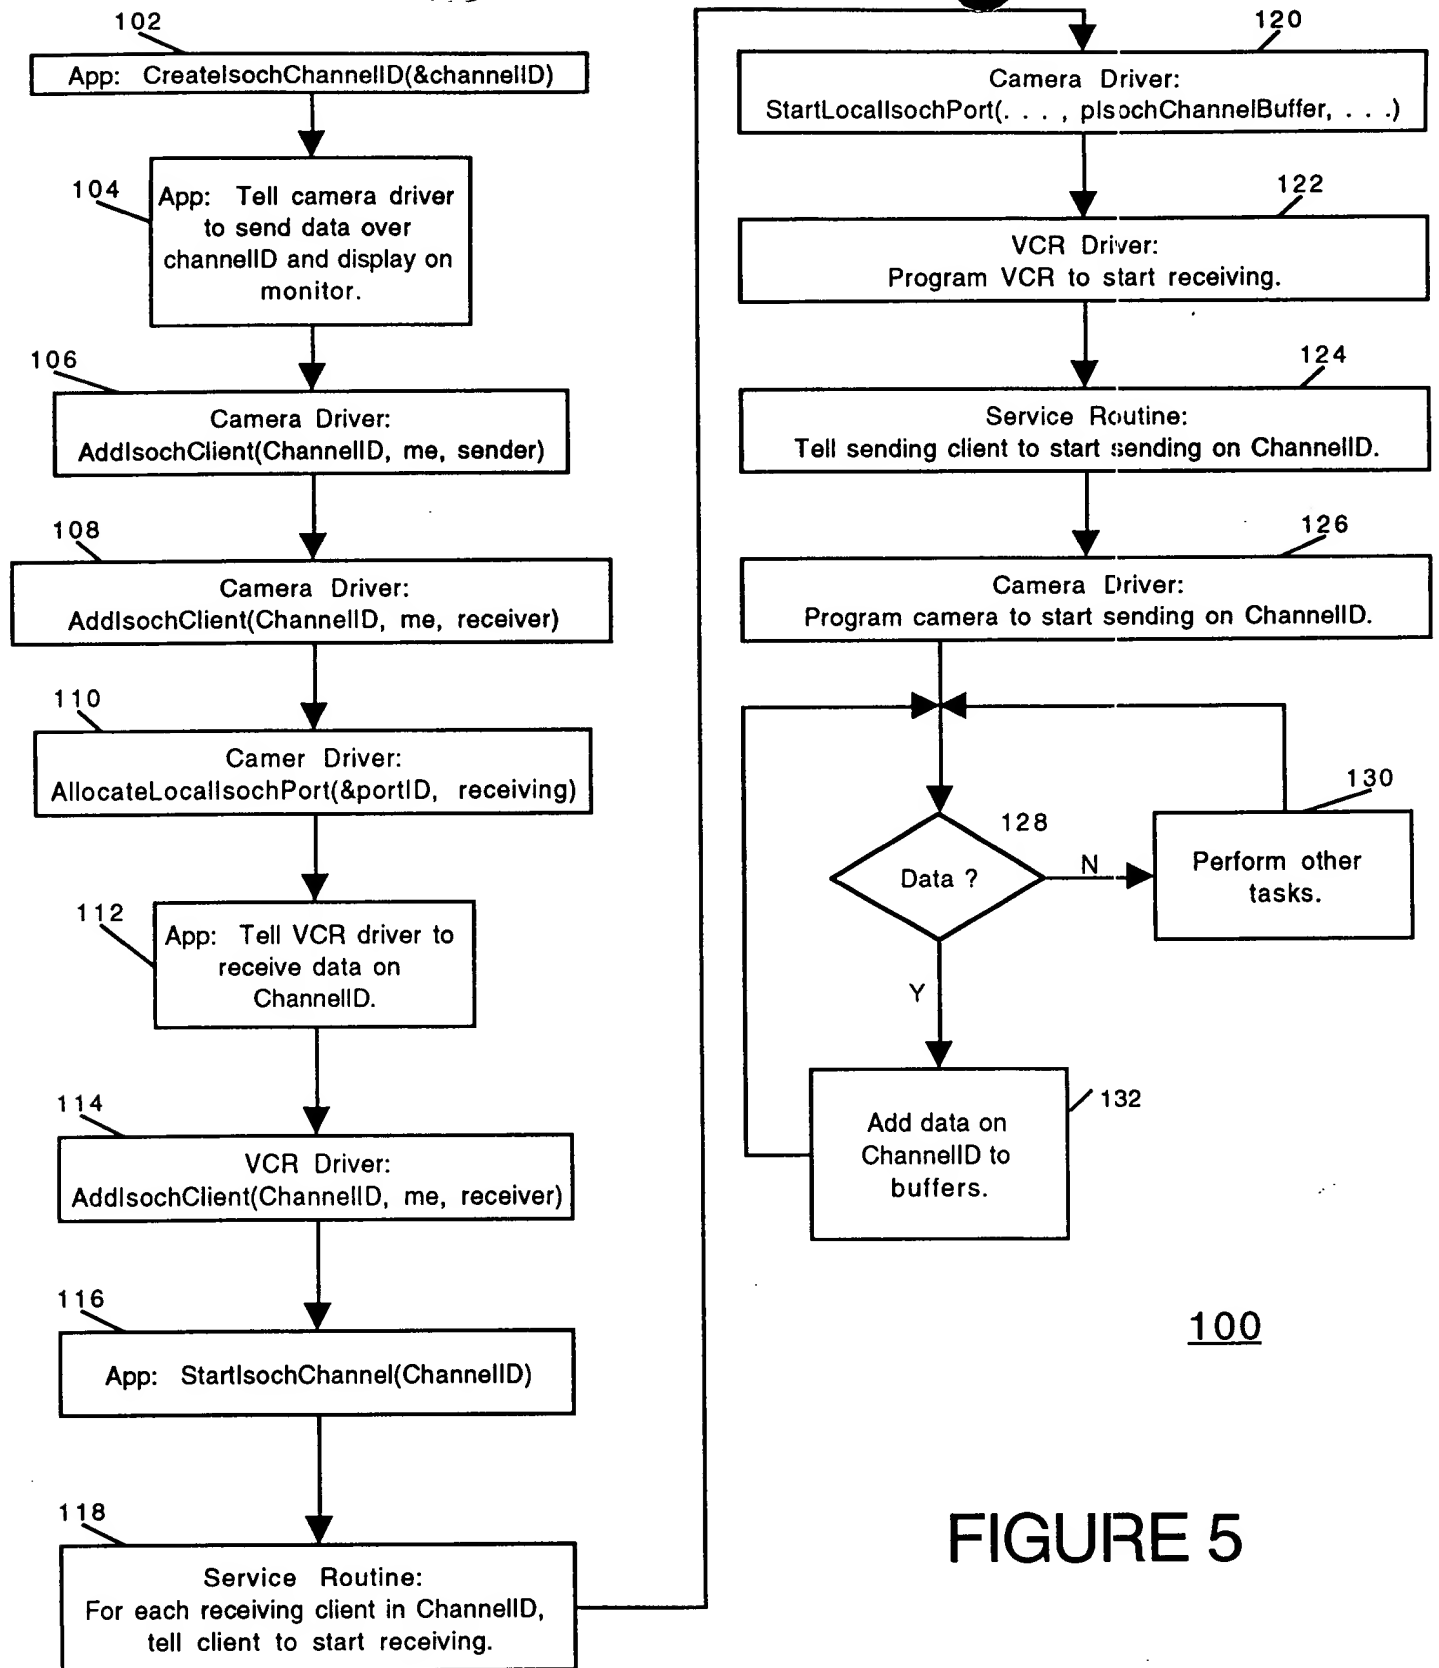 102
App: CreateIsochChannelID(&channelID)
104
App: Tell camera driver
to send data over
channelID and display on
monitor.
106
Camera Driver:
AddIsochClient(ChannelID, me, sender)
108
Camera Driver:
AddIsochClient(ChannelID, me, receiver)
110
Camer Driver:
AllocateLocalIsochPort(&portID, receiving)
112
App: Tell VCR driver to
receive data on
ChannelID.
114
VCR Driver:
AddIsochClient(ChannelID, me, receiver)
116
App: StartIsochChannel(ChannelID)
118
Service Routine:
For each receiving client in ChannelID,
tell client to start receiving.
120
Camera Driver:
StartLocalIsochPort(. . . , pIsochChannelBuffer, . . .)
122
VCR Driver:
Program VCR to start receiving.
124
Service Routine:
Tell sending client to start sending on ChannelID.
126
Camera Driver:
Program camera to start sending on ChannelID.
128
Data ?
N
130
Perform other
tasks.
Y
132
Add data on
ChannelID to
buffers.
100
FIGURE 5